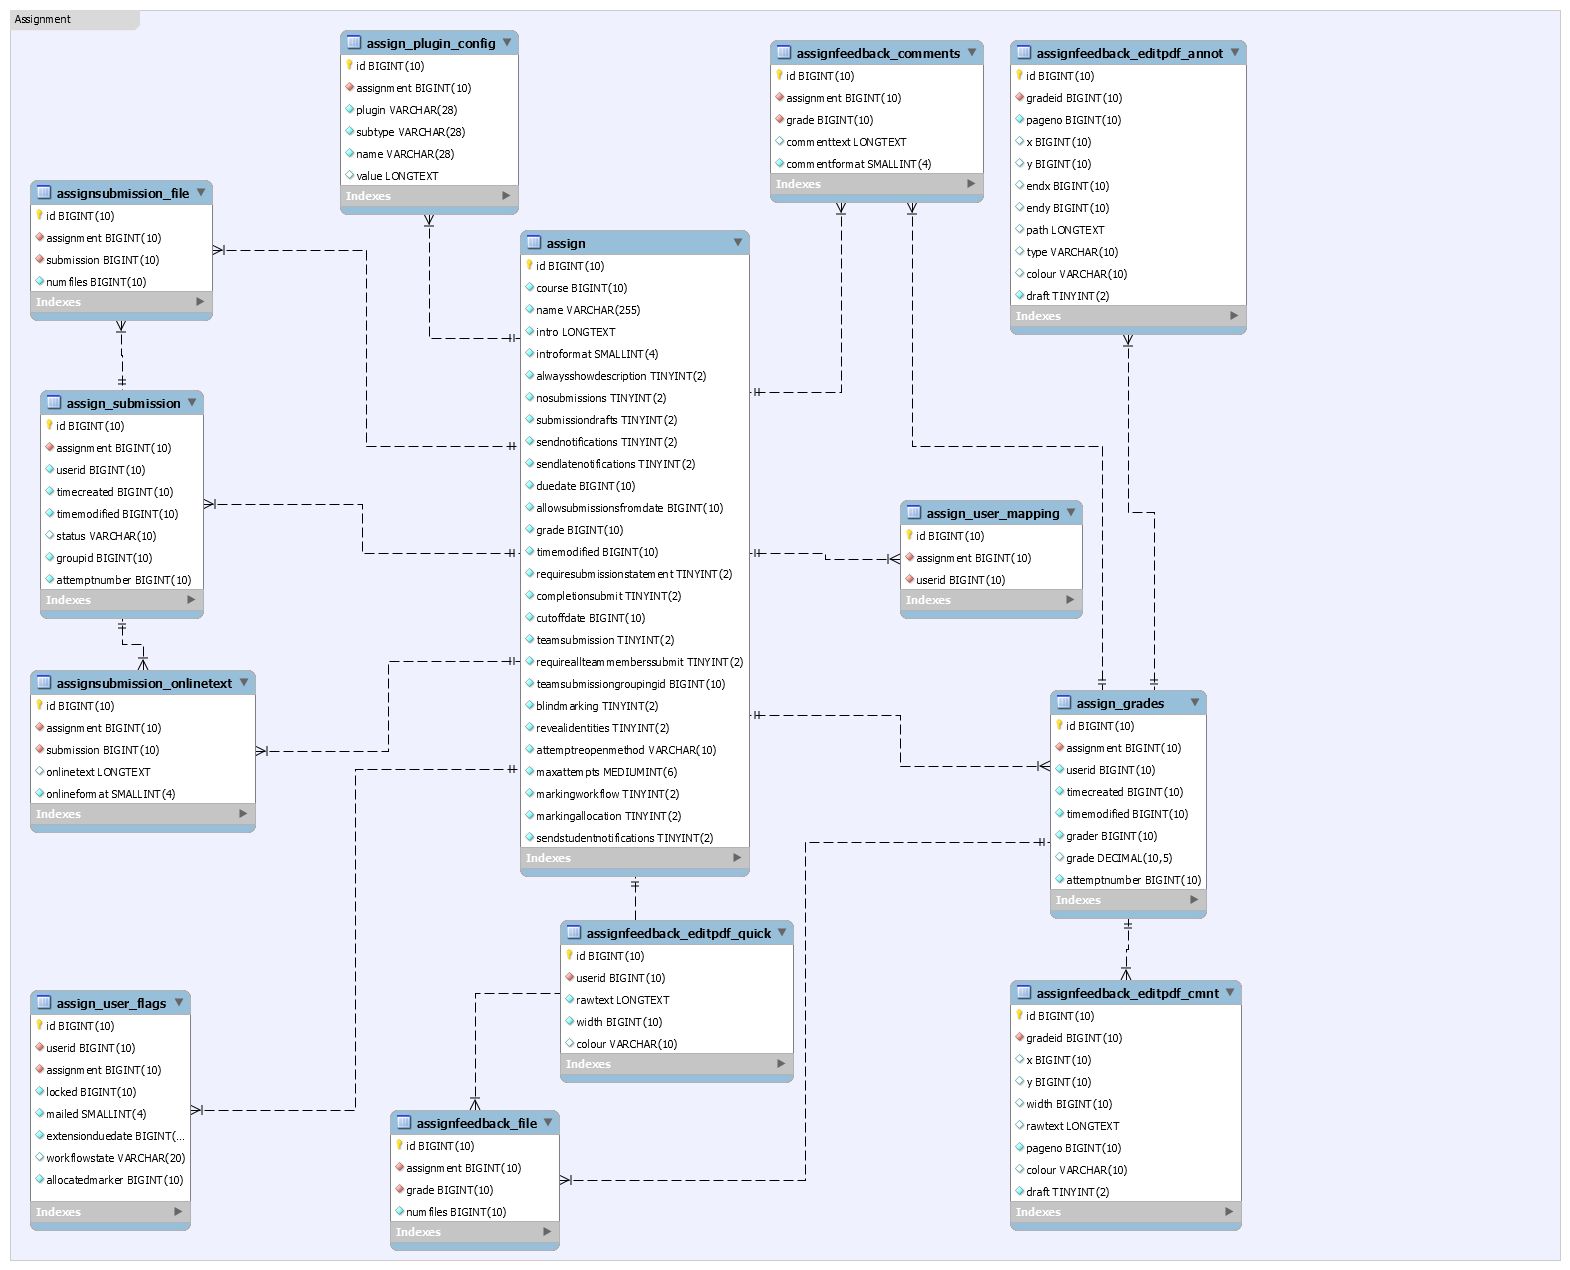 Assignment
assign_plugin_config
id BIGINT(10)
assignment BIGINT(10)
plugin VARCHAR(28)
subtype VARCHAR(28)
name VARCHAR(28)
value LONGTEXT
Indexes
assignfeedback_comments
id BIGINT(10)
assignment BIGINT(10)
grade BIGINT(10)
commenttext LONGTEXT
commentformat SMALLINT(4)
Indexes
assignfeedback_editpdf_annot
id BIGINT(10)
gradeid BIGINT(10)
pageno BIGINT(10)
x BIGINT(10)
y BIGINT(10)
endx BIGINT(10)
endy BIGINT(10)
path LONGTEXT
type VARCHAR(10)
colour VARCHAR(10)
draft TINYINT(2)
Indexes
assignsubmission_file
id BIGINT(10)
assignment BIGINT(10)
submission BIGINT(10)
numfiles BIGINT(10)
Indexes
assign
id BIGINT(10)
course BIGINT(10)
name VARCHAR(255)
intro LONGTEXT
introformat SMALLINT(4)
alwaysshowdescription TINYINT(2)
nosubmissions TINYINT(2)
submissiondrafts TINYINT(2)
sendnotifications TINYINT(2)
sendlatenotifications TINYINT(2)
duedate BIGINT(10)
allowsubmissionsfromdate BIGINT(10)
grade BIGINT(10)
timemodified BIGINT(10)
requiresubmissionstatement TINYINT(2)
completionsubmit TINYINT(2)
cutoffdate BIGINT(10)
teamsubmission TINYINT(2)
requireallteammemberssubmit TINYINT(2)
teamsubmissiongroupingid BIGINT(10)
blindmarking TINYINT(2)
revealidentities TINYINT(2)
attemptreopenmethod VARCHAR(10)
maxattempts MEDIUMINT(6)
markingworkflow TINYINT(2)
markingallocation TINYINT(2)
sendstudentnotifications TINYINT(2)
Indexes
assign_submission
id BIGINT(10)
assignment BIGINT(10)
userid BIGINT(10)
timecreated BIGINT(10)
timemodified BIGINT(10)
status VARCHAR(10)
groupid BIGINT(10)
attemptnumber BIGINT(10)
Indexes
assign_user_mapping
id BIGINT(10)
assignment BIGINT(10)
userid BIGINT(10)
Indexes
assignsubmission_onlinetext
id BIGINT(10)
assignment BIGINT(10)
submission BIGINT(10)
onlinetext LONGTEXT
onlineformat SMALLINT(4)
Indexes
assign_grades
id BIGINT(10)
assignment BIGINT(10)
userid BIGINT(10)
timecreated BIGINT(10)
timemodified BIGINT(10)
grader BIGINT(10)
grade DECIMAL(10,5)
attemptnumber BIGINT(10)
Indexes
assignfeedback_editpdf_quick
id BIGINT(10)
userid BIGINT(10)
rawtext LONGTEXT
width BIGINT(10)
colour VARCHAR(10)
Indexes
assign_user_flags
id BIGINT(10)
userid BIGINT(10)
assignment BIGINT(10)
locked BIGINT(10)
mailed SMALLINT(4)
extensionduedate BIGINT(...
workflowstate VARCHAR(20)
allocatedmarker BIGINT(10)
Indexes
assignfeedback_editpdf_cmnt
id BIGINT(10)
gradeid BIGINT(10)
x BIGINT(10)
y BIGINT(10)
width BIGINT(10)
rawtext LONGTEXT
pageno BIGINT(10)
colour VARCHAR(10)
draft TINYINT(2)
Indexes
assignfeedback_file
id BIGINT(10)
assignment BIGINT(10)
grade BIGINT(10)
numfiles BIGINT(10)
Indexes